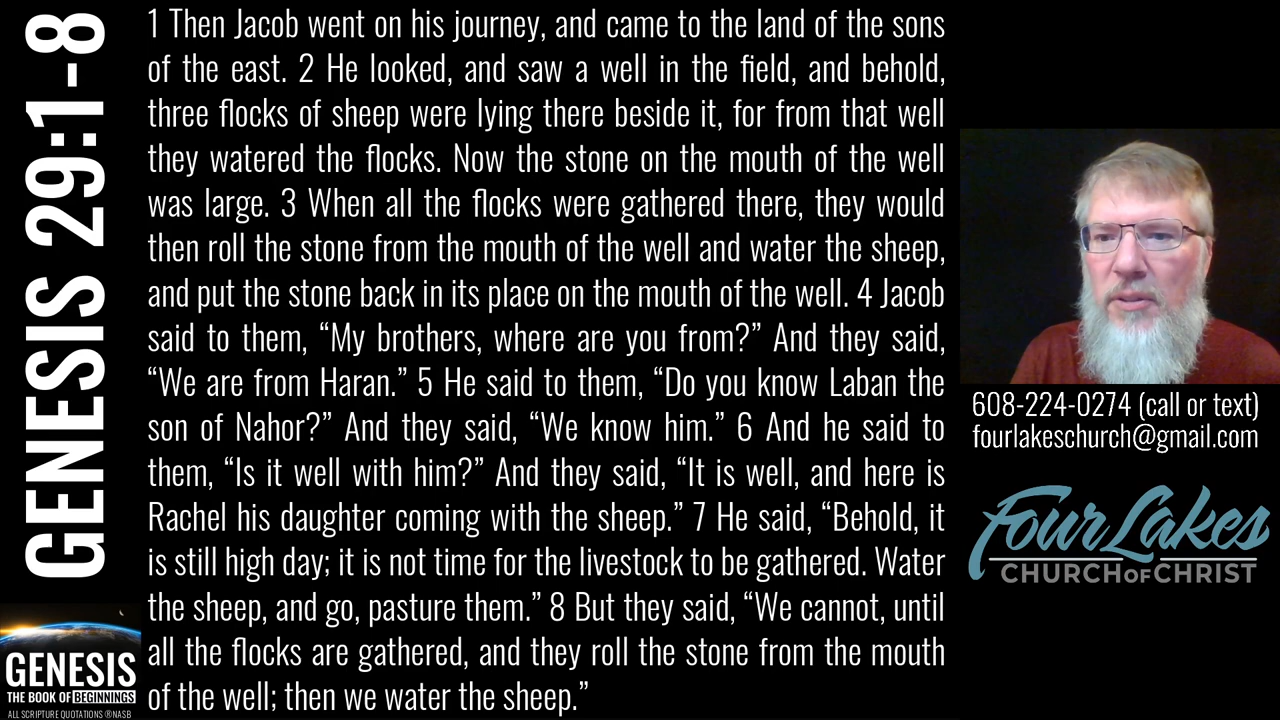 GENESIS 29:1-8
1 Then Jacob went on his journey, and came to the land of the sons
of the east. 2 He looked, and saw a well in the field, and behold,
three flocks of sheep were lying there beside it, for from that well
they watered the flocks. Now the stone on the mouth of the well
was large. 3 When all the flocks were gathered there, they would
then roll the stone from the mouth of the well and water the sheep,
and put the stone back in its place on the mouth of the well. 4 Jacob
said to them, “My brothers, where are you from?” And they said,
“We are from Haran.” 5 He said to them, “Do you know Laban the
son of Nahor?” And they said, “We know him.” 6 And he said to
them, “Is it well with him?” And they said, “It is well, and here is
Rachel his daughter coming with the sheep.” 7 He said, “Behold, it
is still high day; it is not time for the livestock to be gathered. Water
the sheep, and go, pasture them.” 8 But they said, “We cannot, until
all the flocks are gathered, and they roll the stone from the mouth
of the well; then we water the sheep.”
GENESIS
THE BOOK OF BEGINNINGS
ALL SCRIPTURE QUOTATIONS ®NASB
608-224-0274 (call or text)
fourlakeschurch@gmail.com
Four Lakes
CHURCH OF CHRIST